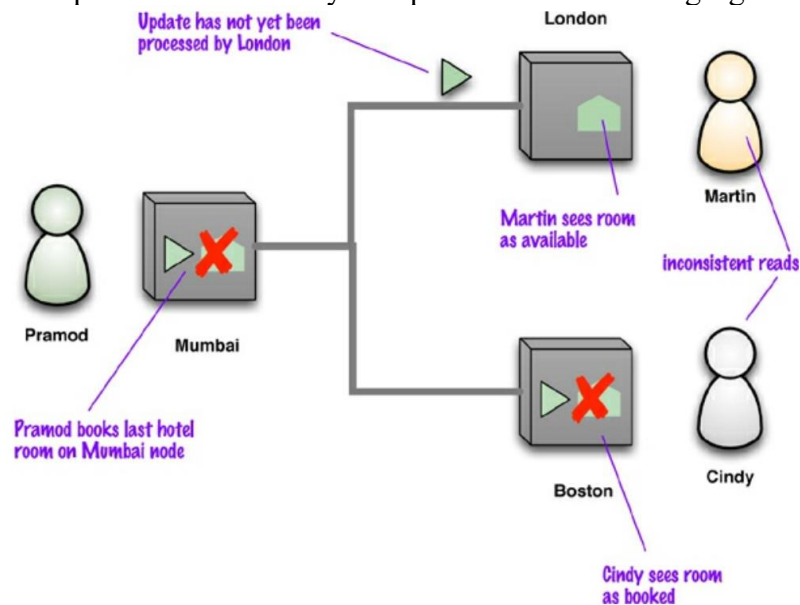 Update has not yet been
processed by London
London
Martin
Martin sees room
as available
inconsistent reads
Pramod
Mumbai
Pramod books last hotel
room on Mumbai node
Boston
Cindy
Cindy sees room
as booked